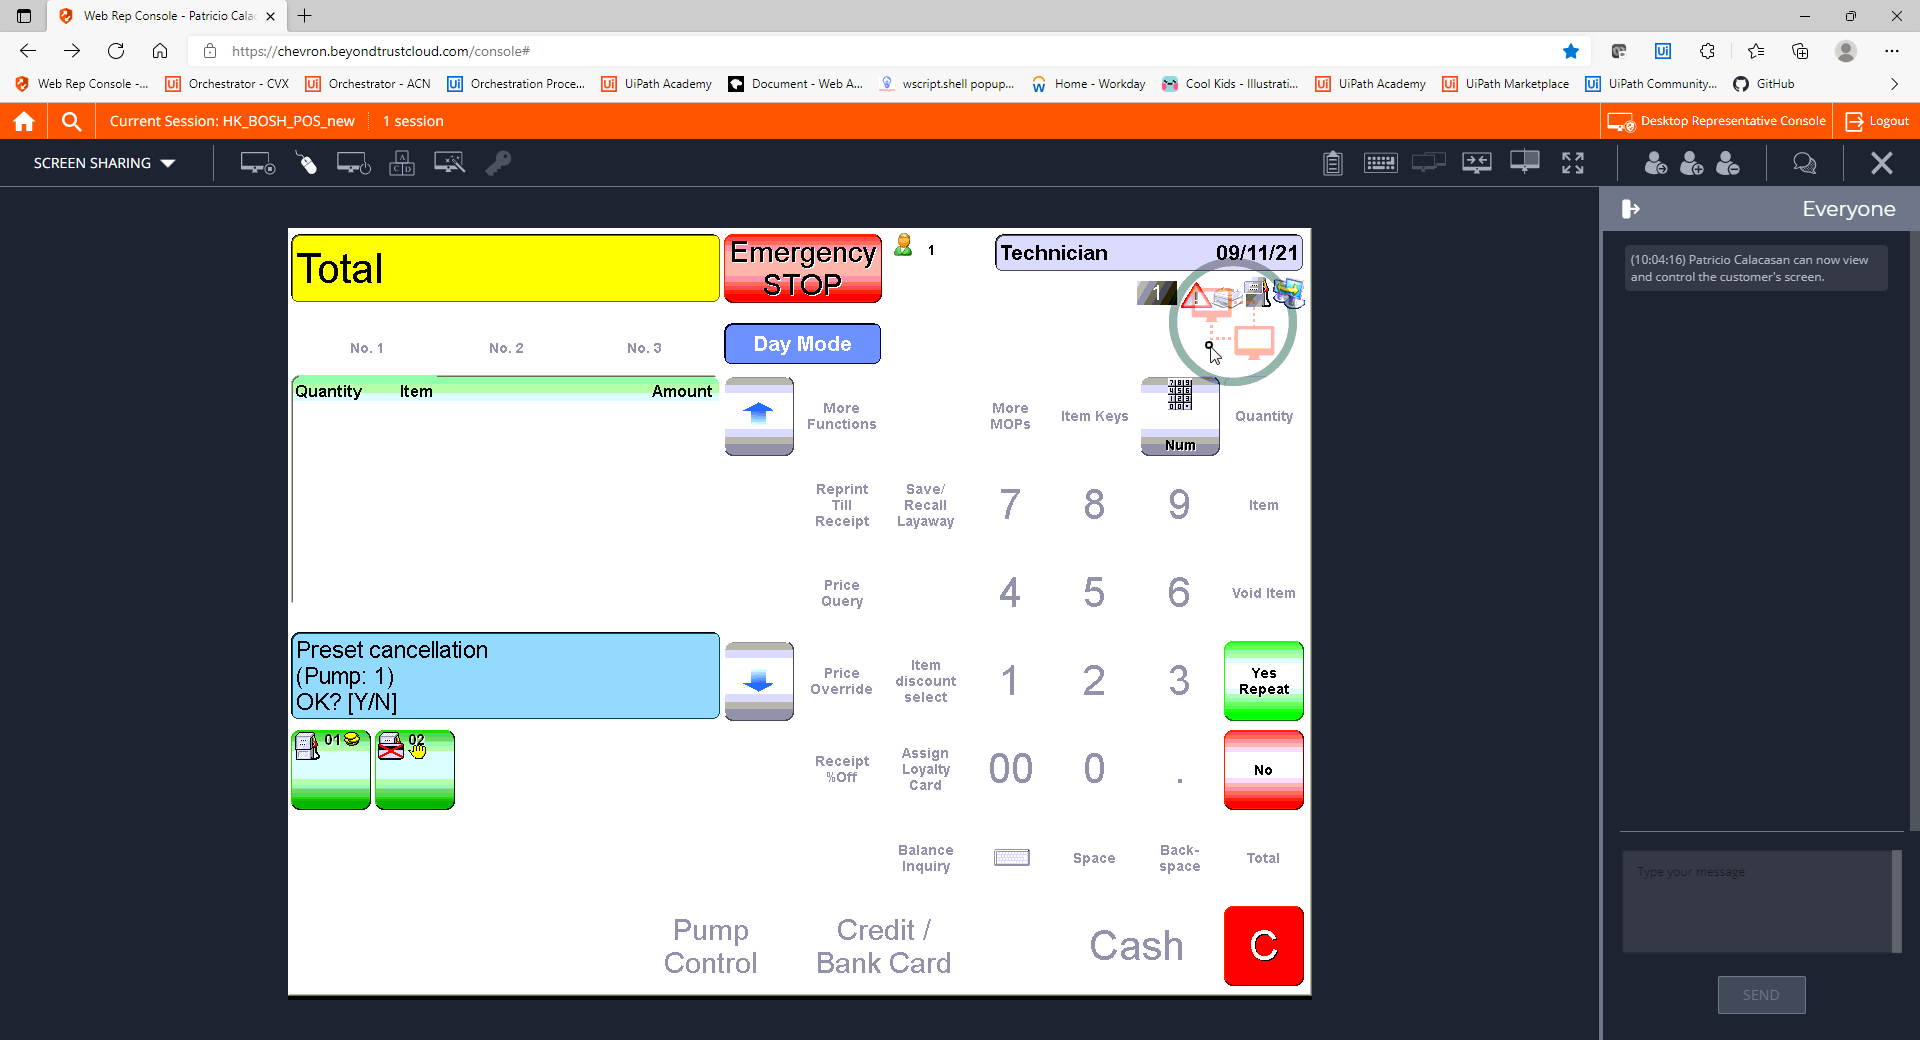 Web Rep Console - Patricio Cala
https://chevron.beyondtrustcloud.com/console#
Web Rep Console -...
Orchestrator - CVX
Orchestrator - ACN
Orchestration Proce...
UiPath Academy
Document - Web A...
wscript.shell popup...
Home - Workday
Cool Kids - Illustrati...
UiPath Academy
UiPath Marketplace
UiPath Community...
GitHub
Current Session: HK_BOSH_POS_new
1 session
Desktop Representative Console
Logout
SCREEN SHARING
Everyone
(10:04:16) Patricio Calacasan can now view
and control the customer's screen.
Type your message
SEND
Total
Emergency
STOP
1
Technician 09/11/21
1
No. 1
No. 2
No. 3
Day Mode
Quantity Item Amount
More
Functions
More
MOPs
Item Keys
Num
Quantity
Reprint
Till
Receipt
Save/
Recall
Layaway
7
8
9
Item
Price
Query
4
5
6
Void Item
Preset cancellation
(Pump: 1)
OK? [Y/N]
Price
Override
Item
discount
select
1
2
3
Yes
Repeat
01
02
Receipt
%Off
Assign
Loyalty
Card
00
0
.
No
Balance
Inquiry
Space
Back-
space
Total
Pump
Control
Credit /
Bank Card
Cash
C